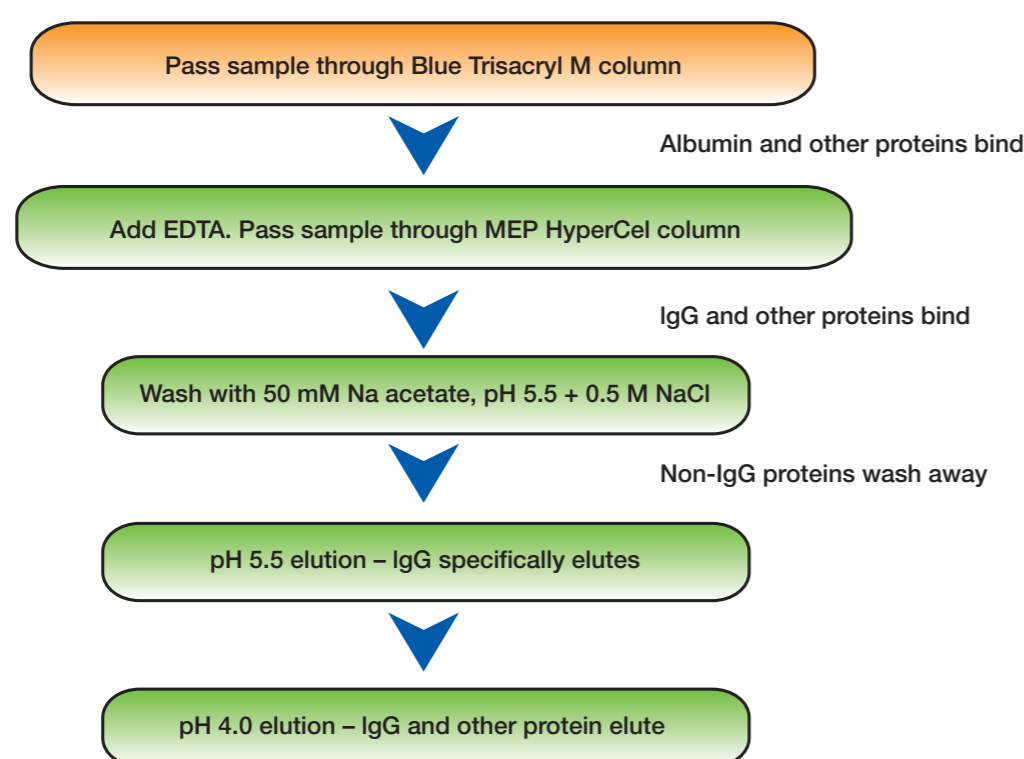 Pass sample through Blue Trisacryl M column
Albumin and other proteins bind
Add EDTA. Pass sample through MEP HyperCel column
IgG and other proteins bind
Wash with 50 mM Na acetate, pH 5.5 + 0.5 M NaCl
Non-IgG proteins wash away
pH 5.5 elution – IgG specifically elutes
pH 4.0 elution – IgG and other protein elute